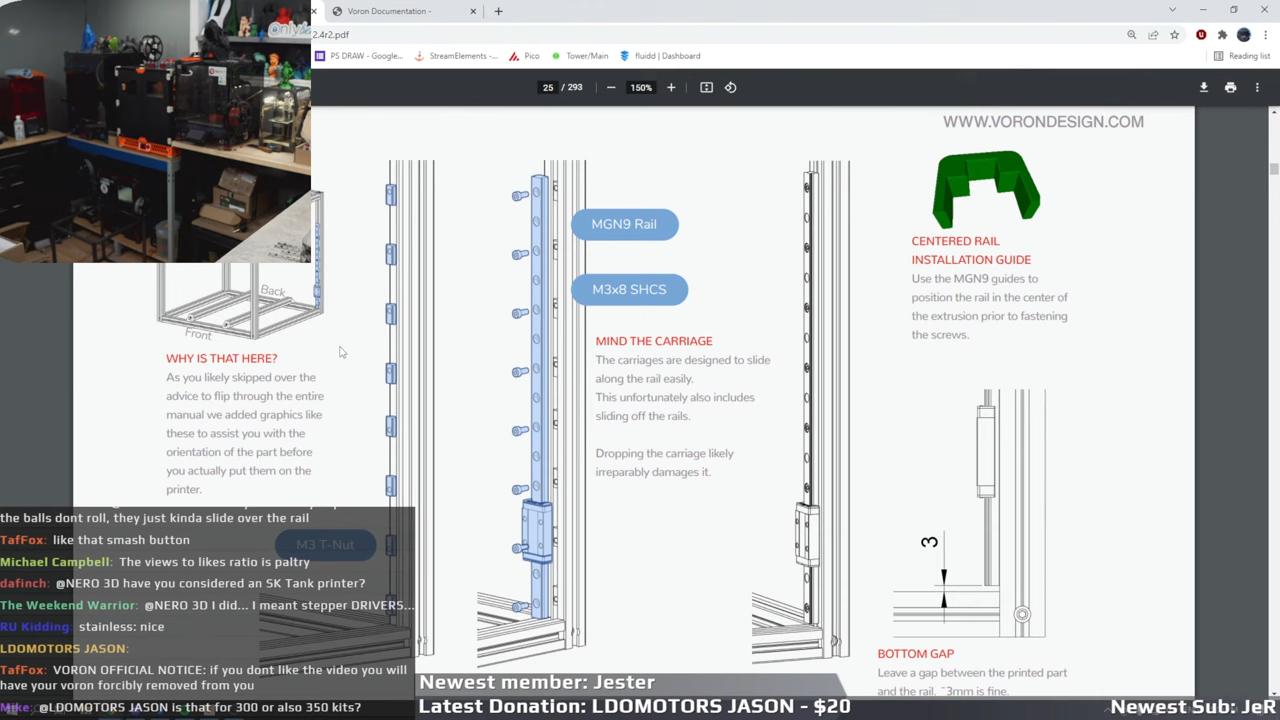 Voron Documentation -
2.4r2.pdf
PS DRAW - Google...
StreamElements -...
Pico
Tower/Main
fluidd | Dashboard
Reading list
25 / 293
150%
WWW.VORONDESIGN.COM
MGN9 Rail
M3x8 SHCS
CENTERED RAIL
INSTALLATION GUIDE
Use the MGN9 guides to
position the rail in the center of
the extrusion prior to fastening
the screws.
Back
Front
WHY IS THAT HERE?
As you likely skipped over the
advice to flip through the entire
manual we added graphics like
these to assist you with the
orientation of the part before
you actually put them on the
printer.
MIND THE CARRIAGE
The carriages are designed to slide
along the rail easily.
This unfortunately also includes
sliding off the rails.
Dropping the carriage likely
irreparably damages it.
3
BOTTOM GAP
Leave a gap between the printed part
and the rail. ~3mm is fine.
M3 T-Nut
the balls dont roll, they just kinda slide over the rail
TafFox: like that smash button
Michael Campbell: The views to likes ratio is paltry
dafinch: @NERO 3D have you considered an SK Tank printer?
The Weekend Warrior: @NERO 3D I did... I meant stepper DRIVERS...
RU Kidding: stainless: nice
LDOMOTORS JASON:
TafFox: VORON OFFICIAL NOTICE: if you dont like the video you will
have your voron forcibly removed from you
Mike: @LDOMOTORS JASON is that for 300 or also 350 kits?
Newest member: Jester
Latest Donation: LDOMOTORS JASON - $20
Newest Sub: JeR